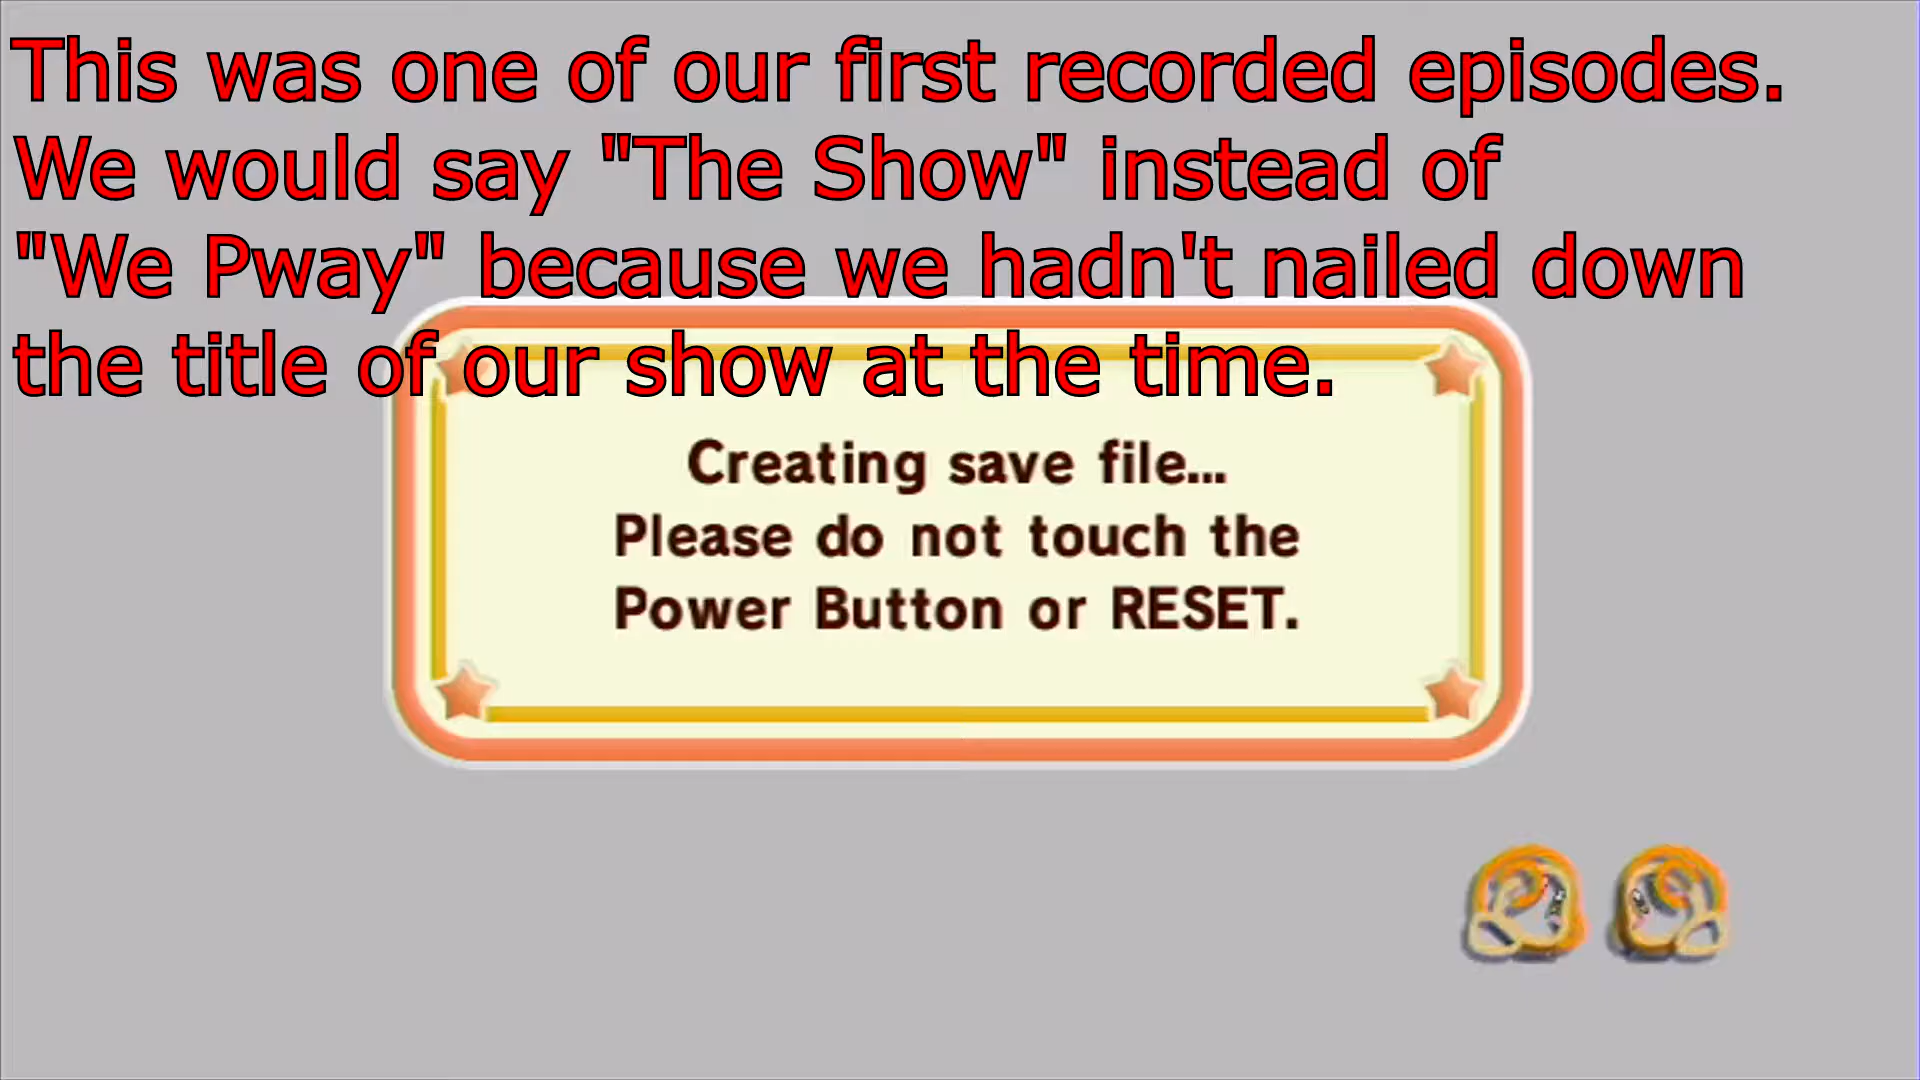 This was one of our first recorded episodes.
We would say "The Show" instead of
"We Pway" because we hadn't nailed down
the title of our show at the time.
Creating save file...
Please do not touch the
Power Button or RESET.